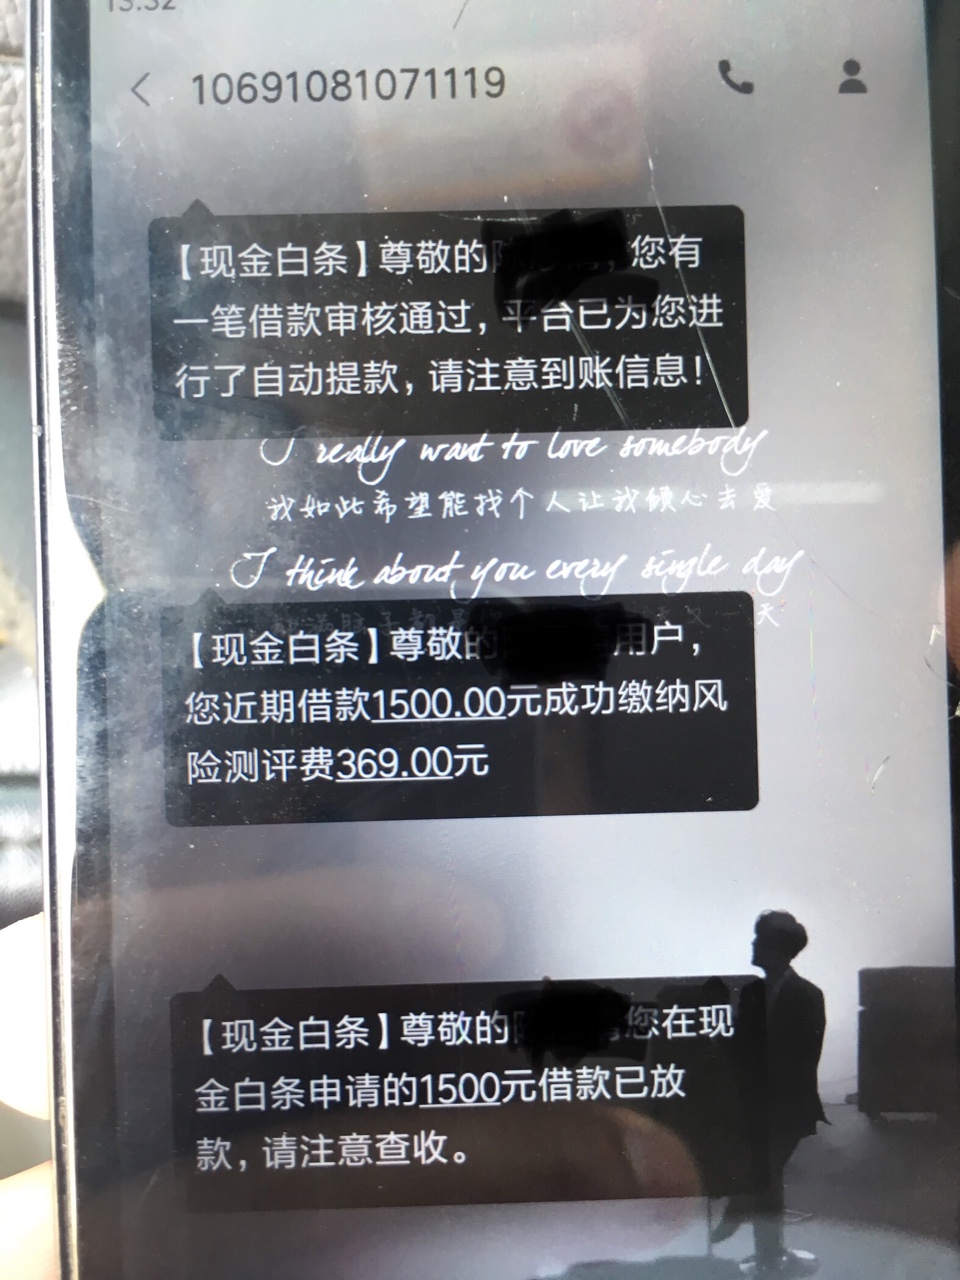 13:32
10691081071119
【现金白条】尊敬的 您有
一笔借款审核通过，平台已为您进
行了自动提款，请注意到账信息！
I really want to love somebody
我如此希望能找个人让我倾心去爱
I think about you every single day
天
【现金白条】尊敬的 用户，
您近期借款1500.00元成功缴纳风
险测评费369.00元
【现金白条】尊敬的 您在现
金白条申请的1500元借款已放
款，请注意查收。